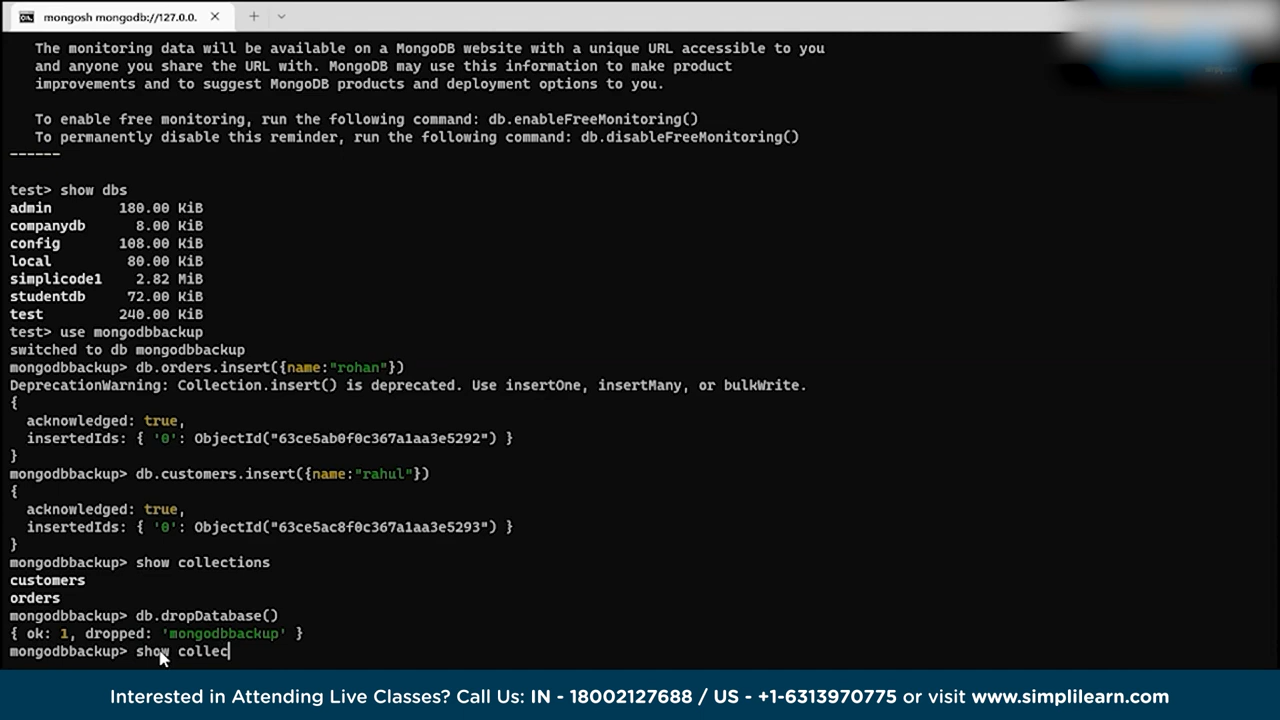 mongosh mongodb://127.0.0.
The monitoring data will be available on a MongoDB website with a unique URL accessible to you
and anyone you share the URL with. MongoDB may use this information to make product
improvements and to suggest MongoDB products and deployment options to you.
To enable free monitoring, run the following command: db.enableFreeMonitoring()
To permanently disable this reminder, run the following command: db.disableFreeMonitoring()
------
test> show dbs
admin 180.00 KiB
companydb 8.00 KiB
config 108.00 KiB
local 80.00 KiB
simplicode1 2.82 MiB
studentdb 72.00 KiB
test 240.00 KiB
test> use mongodbbackup
switched to db mongodbbackup
mongodbbackup> db.orders.insert({name:"rohan"})
DeprecationWarning: Collection.insert() is deprecated. Use insertOne, insertMany, or bulkWrite.
{
acknowledged: true,
insertedIds: { '0': ObjectId("63ce5ab0f0c367a1aa3e5292") }
}
mongodbbackup> db.customers.insert({name:"rahul"})
{
acknowledged: true,
insertedIds: { '0': ObjectId("63ce5ac8f0c367a1aa3e5293") }
}
mongodbbackup> show collections
customers
orders
mongodbbackup> db.dropDatabase()
{ ok: 1, dropped: 'mongodbbackup' }
mongodbbackup> show collec
Interested in Attending Live Classes? Call Us: IN - 18002127688 / US - +1-6313970775 or visit www.simplilearn.com